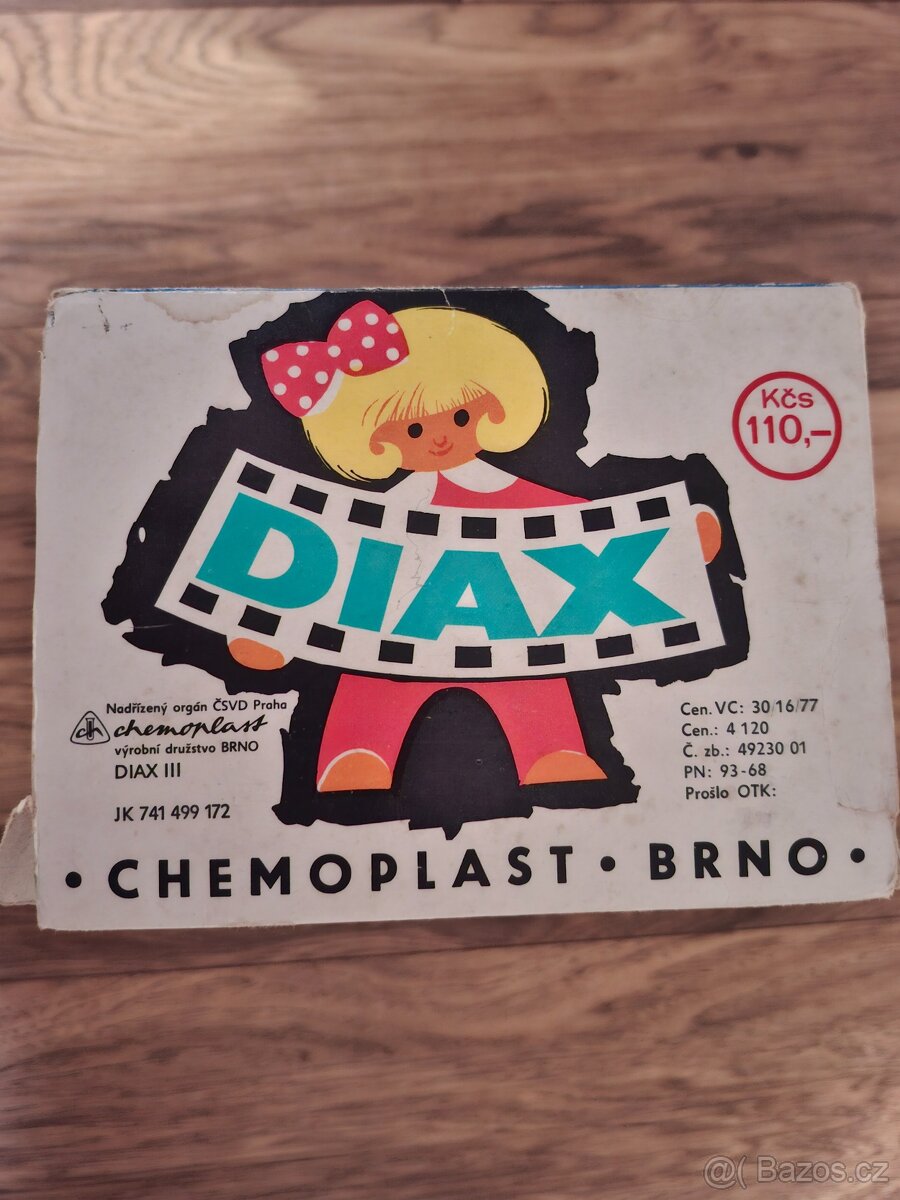 Kčs
110,-
DIAX
Nadřízený orgán ČSVD Praha
ch chemoplast
výrobní družstvo BRNO
DIAX III
JK 741 499 172
Cen. VC: 30/16/77
Cen.: 4 120
Č. zb.: 49230 01
PN: 93-68
Prošlo OTK:
• CHEMOPLAST • BRNO •
@( Bazos.cz